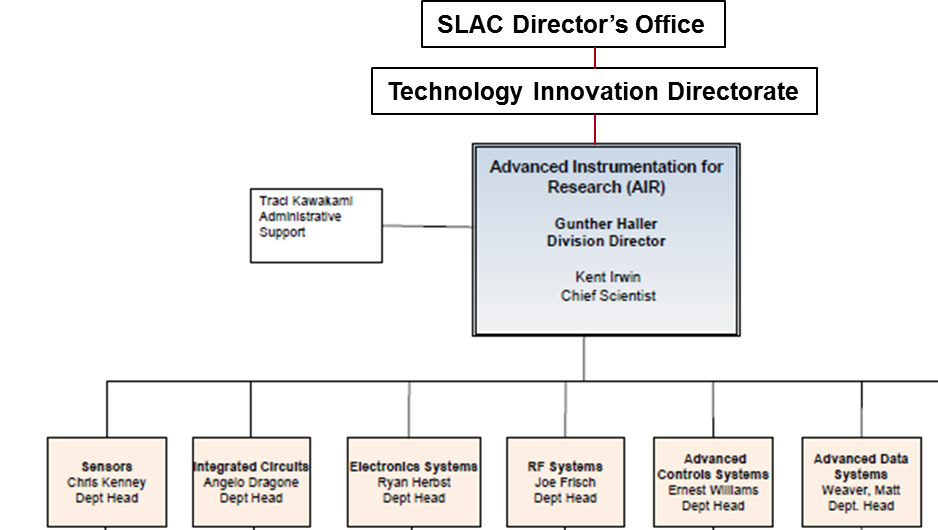 SLAC Director's Office
Technology Innovation Directorate
Advanced Instrumentation for
Research (AIR)
Gunther Haller
Division Director
Kent Irwin
Chief Scientist
Traci Kawakami
Administrative
Support
Sensors
Chris Kenney
Dept Head
Integrated Circuits
Angelo Dragone
Dept Head
Electronics Systems
Ryan Herbst
Dept Head
RF Systems
Joe Frisch
Dept Head
Advanced
Controls Systems
Ernest Williams
Dept Head
Advanced Data
Systems
Weaver, Matt
Dept. Head